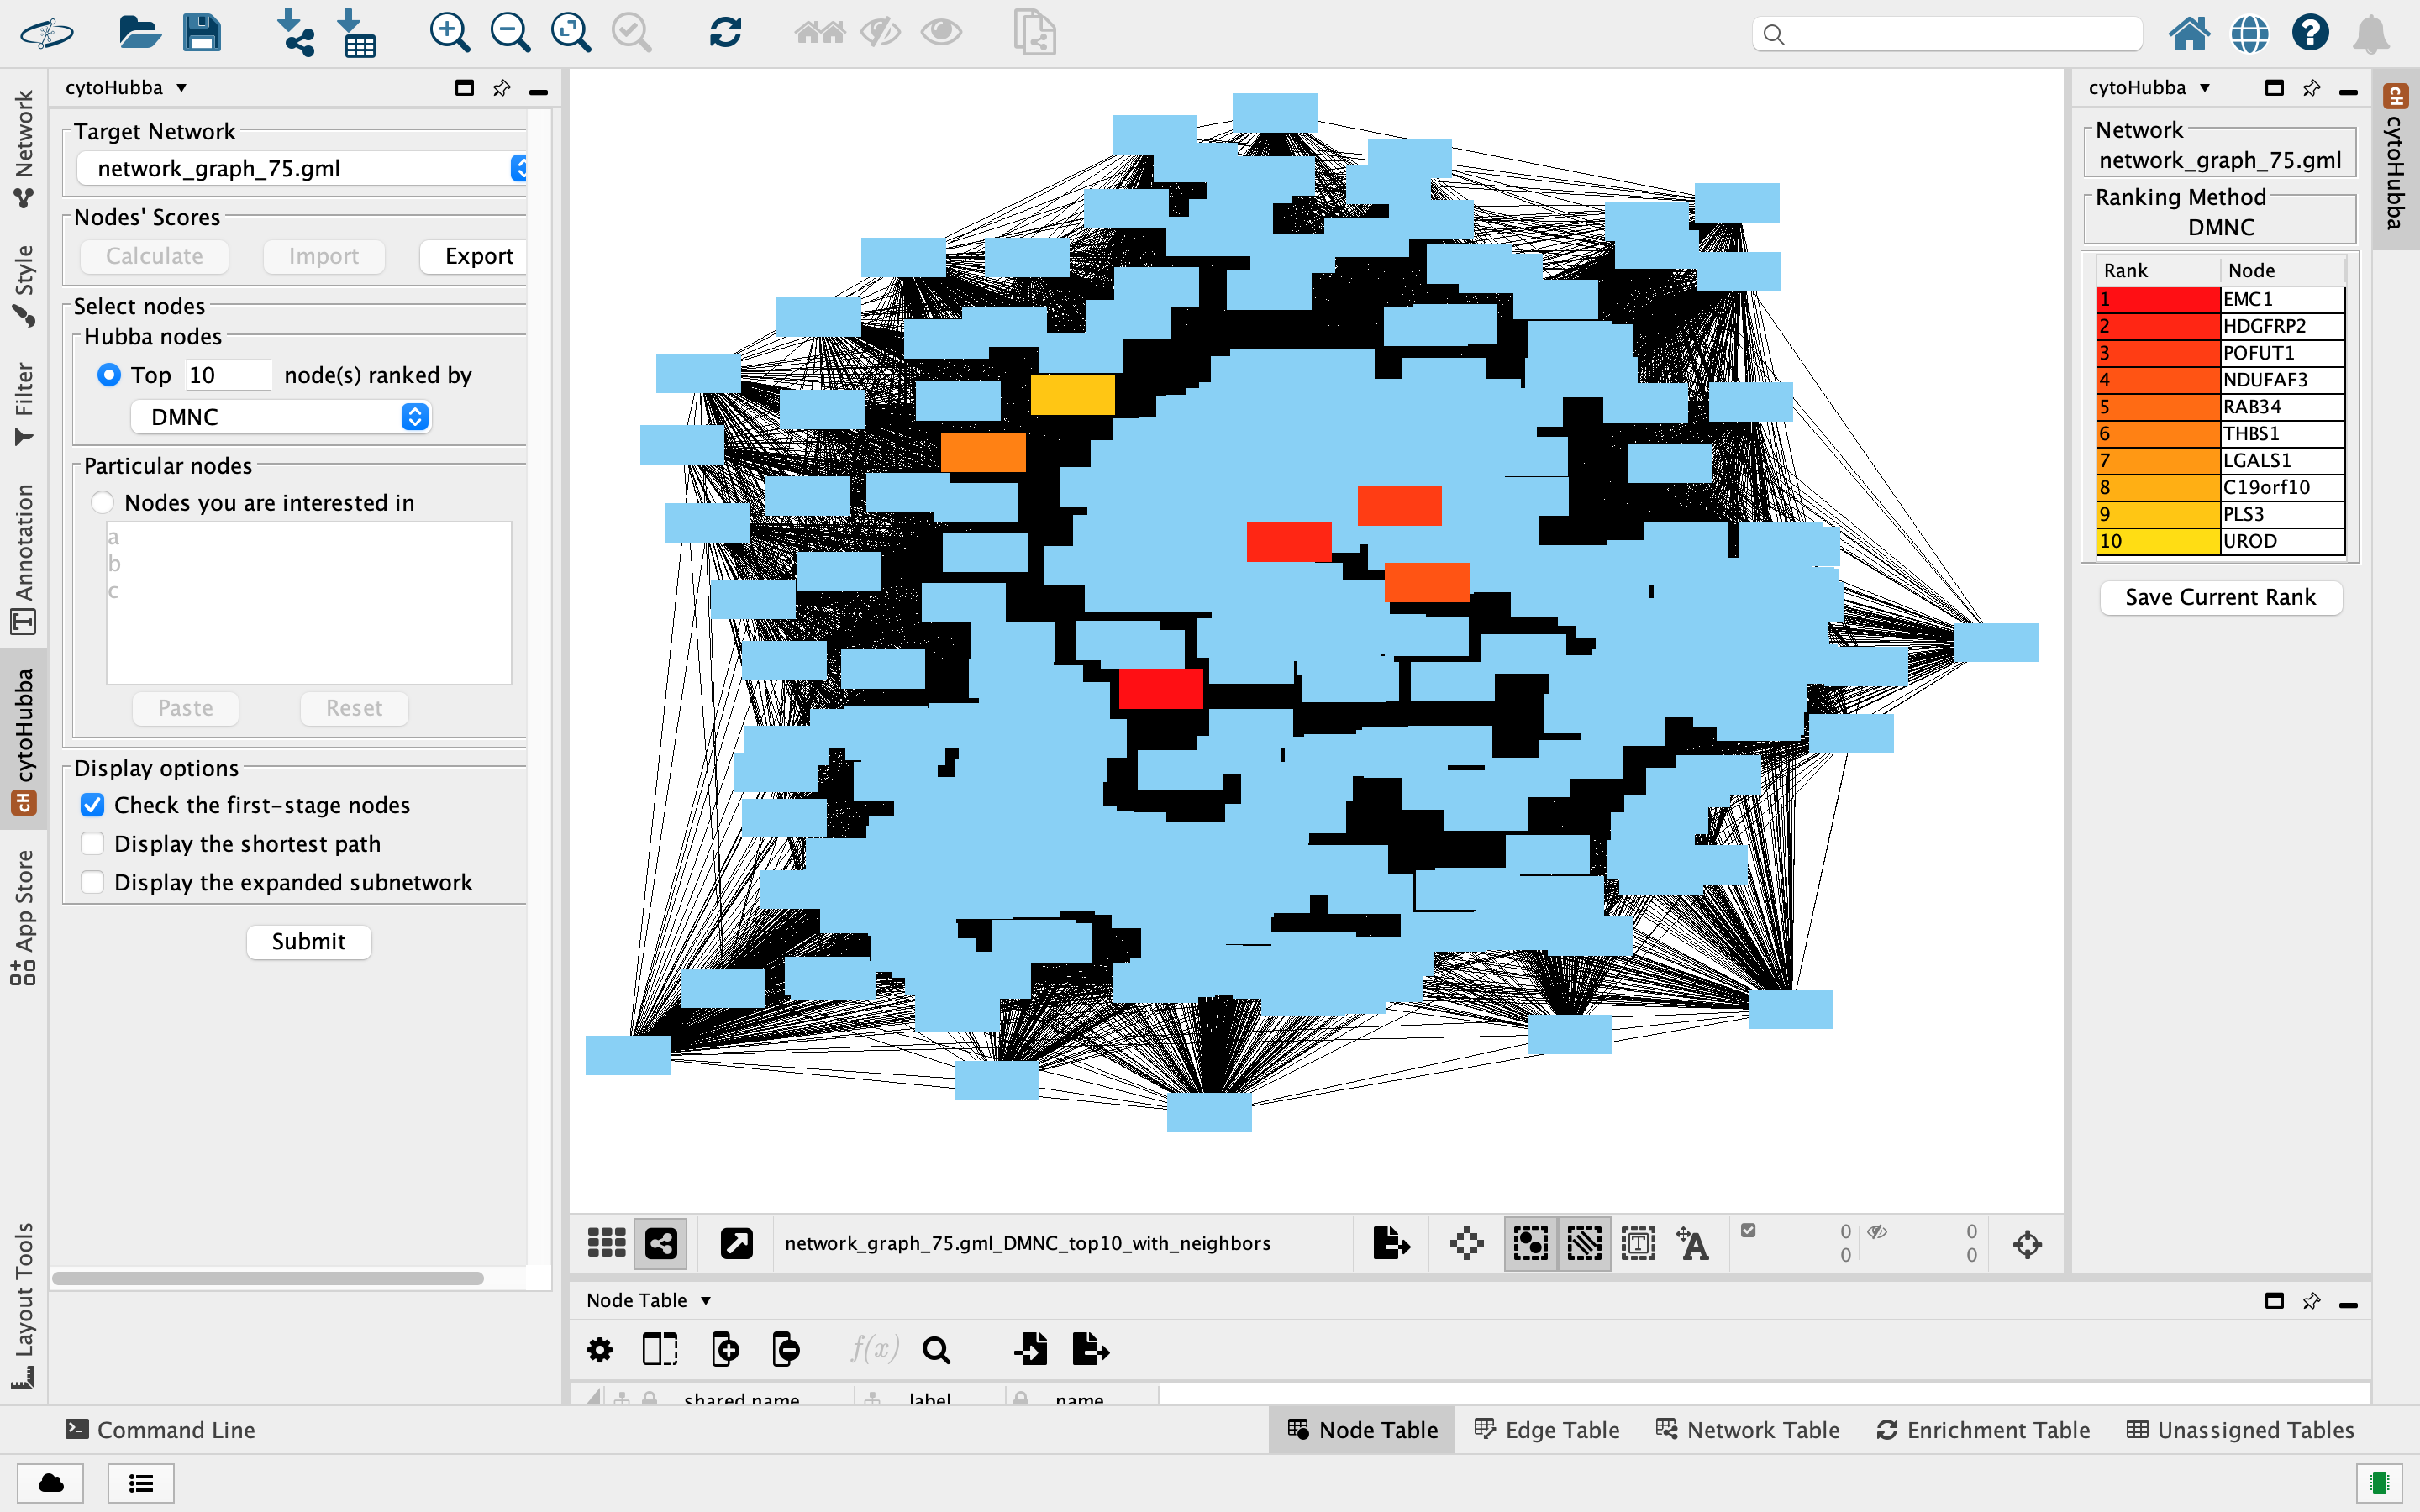 cytoHubba
Target Network
network_graph_75.gml
Nodes' Scores
Calculate
Import
Export
Select nodes
Hubba nodes
Top 10 node(s) ranked by
DMNC
Particular nodes
Nodes you are interested in
a
b
c
Paste
Reset
Display options
Check the first-stage nodes
Display the shortest path
Display the expanded subnetwork
Submit
Network
Style
Filter
Annotation
cH cytoHubba
App Store
Layout Tools
network_graph_75.gml_DMNC_top10_with_neighbors
0
0
0
0
Node Table
f(x)
shared name
label
name
cytoHubba
Network
network_graph_75.gml
Ranking Method
DMNC
Rank Node
1 EMC1
2 HDGFRP2
3 POFUT1
4 NDUFAF3
5 RAB34
6 THBS1
7 LGALS1
8 C19orf10
9 PLS3
10 UROD
Save Current Rank
cH cytoHubba
Command Line
Node Table
Edge Table
Network Table
Enrichment Table
Unassigned Tables